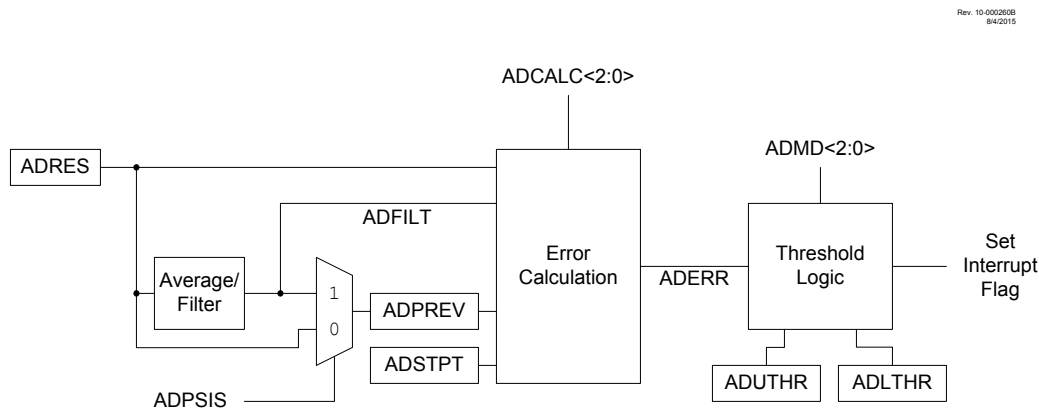 Rev. 10-000260B
8/4/2015
ADCALC<2:0>
ADMD<2:0>
ADRES
ADFILT
Error
Calculation
Threshold
Logic
Set
Interrupt
Flag
ADERR
Average/
Filter
1
0
ADPREV
ADSTPT
ADUTHR
ADLTHR
ADPSIS